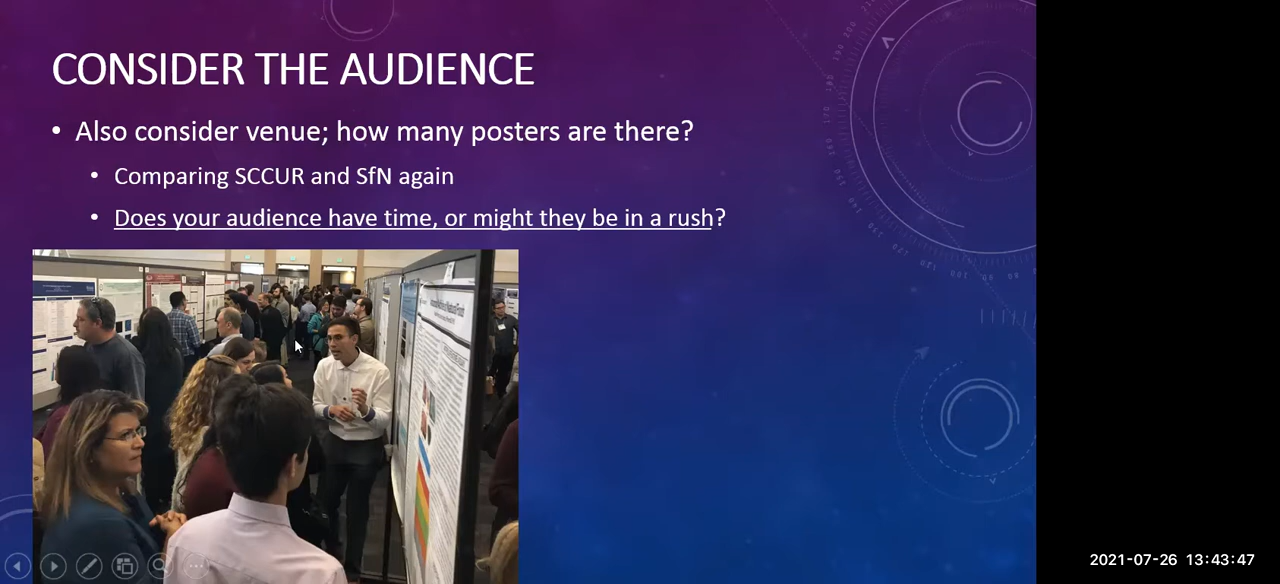 CONSIDER THE AUDIENCE
• Also consider venue; how many posters are there?
• Comparing SCCUR and SfN again
• Does your audience have time, or might they be in a rush?
2021-07-26 13:43:47